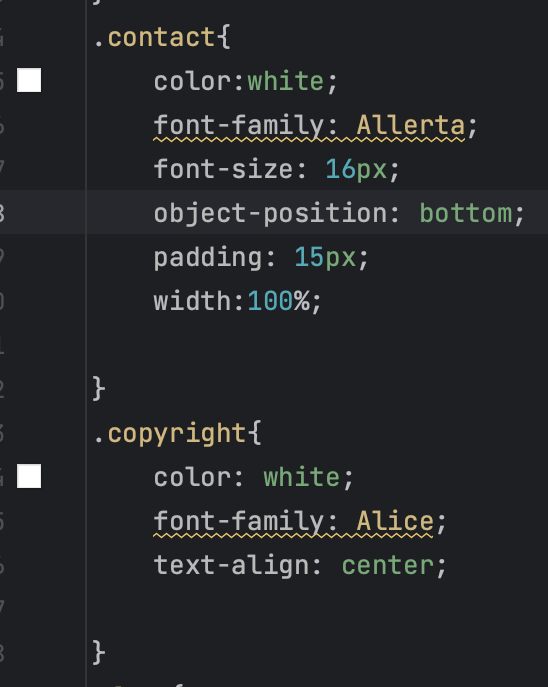 }
.contact{
color:white;
font-family: Allerta;
font-size: 16px;
object-position: bottom;
padding: 15px;
width:100%;
}
.copyright{
color: white;
font-family: Alice;
text-align: center;
}